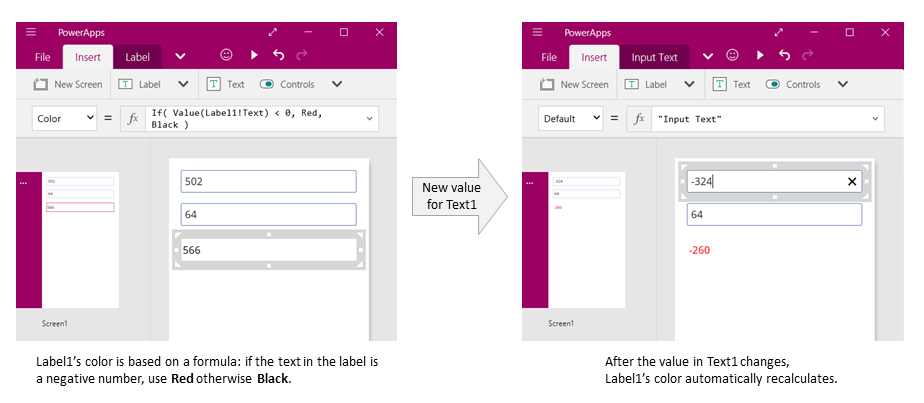 PowerApps
File Insert Label
New Screen Label Text Controls
Color = fx If( Value(Label1!Text) < 0, Red,
Black )
502
64
566
502
64
566
Screen1
Label1's color is based on a formula: if the text in the label is
a negative number, use Red otherwise Black.
New value
for Text1
PowerApps
File Insert Input Text
New Screen Label Text Controls
Default = fx "Input Text"
-324
64
-260
-324
64
-260
Screen1
After the value in Text1 changes,
Label1's color automatically recalculates.